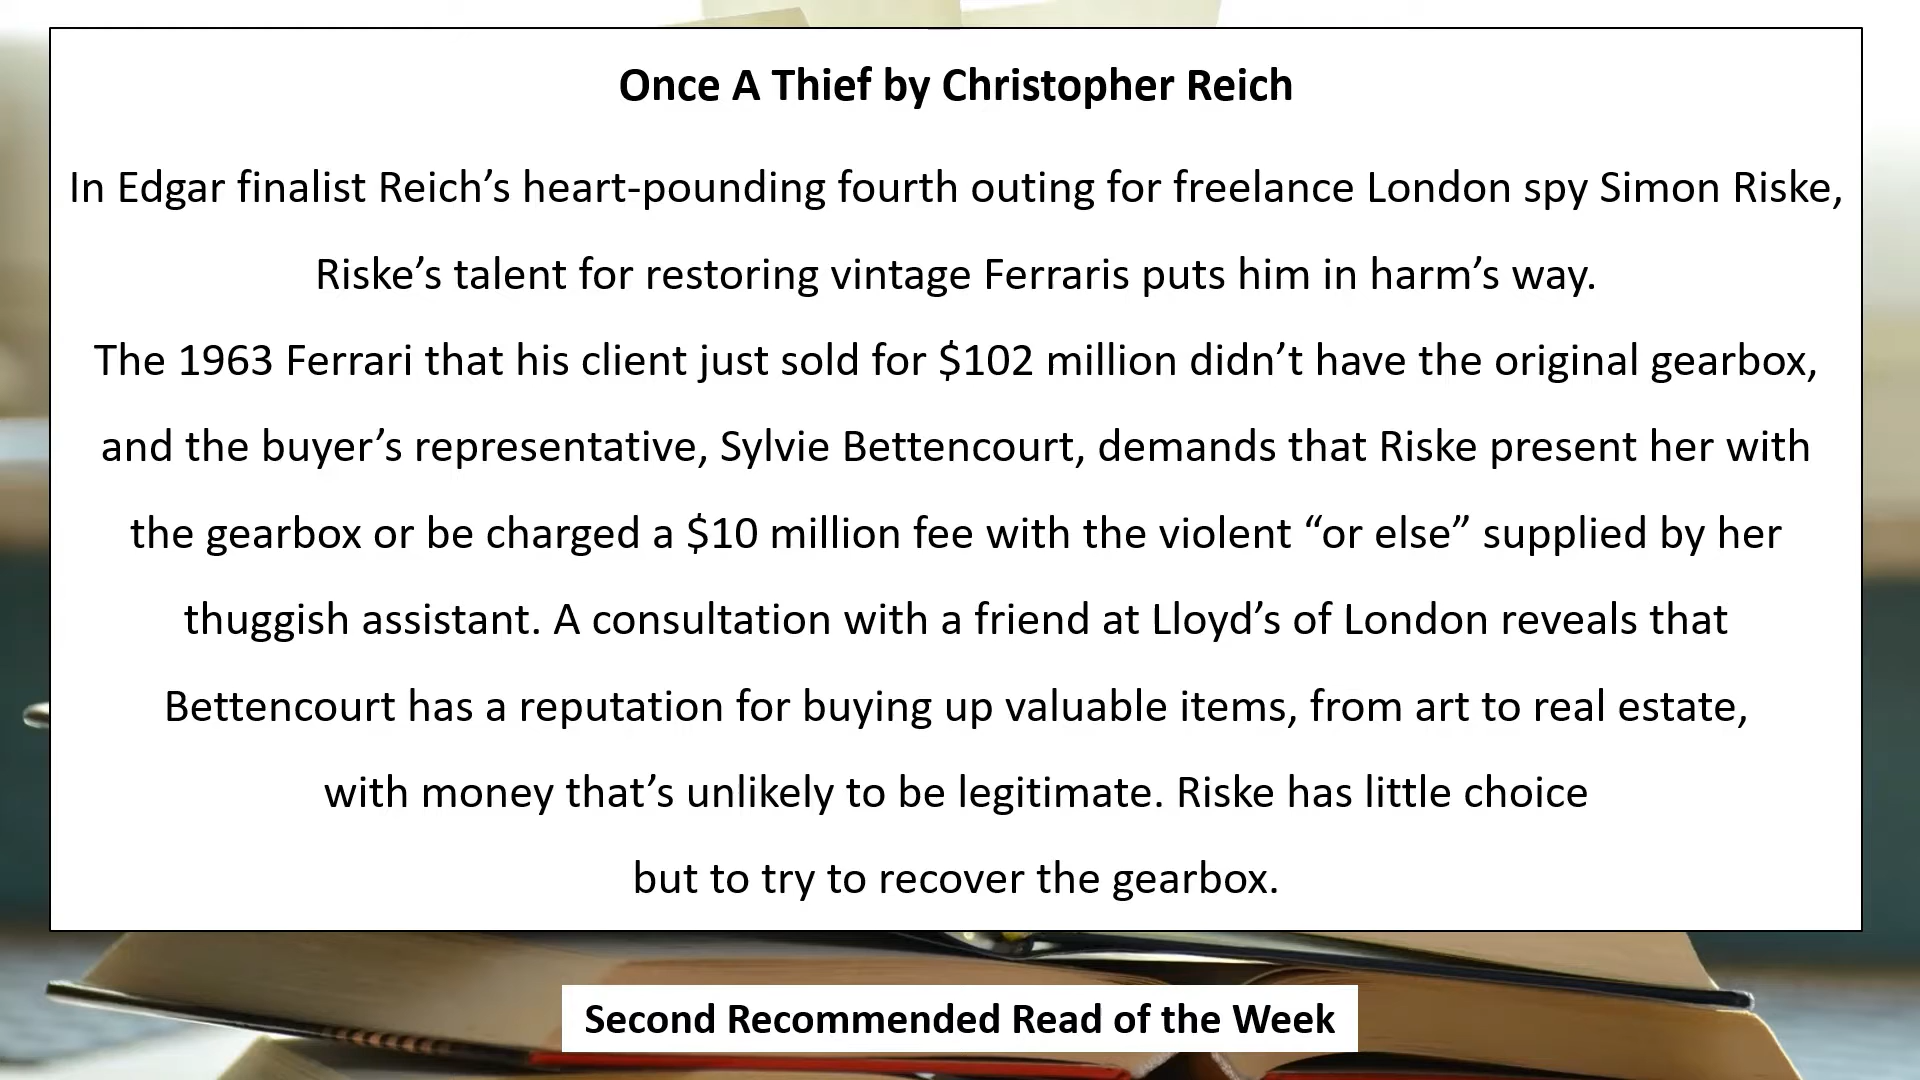 Once A Thief by Christopher Reich
In Edgar finalist Reich’s heart-pounding fourth outing for freelance London spy Simon Riske,
Riske’s talent for restoring vintage Ferraris puts him in harm’s way.
The 1963 Ferrari that his client just sold for $102 million didn’t have the original gearbox,
and the buyer’s representative, Sylvie Bettencourt, demands that Riske present her with
the gearbox or be charged a $10 million fee with the violent “or else” supplied by her
thuggish assistant. A consultation with a friend at Lloyd’s of London reveals that
Bettencourt has a reputation for buying up valuable items, from art to real estate,
with money that’s unlikely to be legitimate. Riske has little choice
but to try to recover the gearbox.
Second Recommended Read of the Week